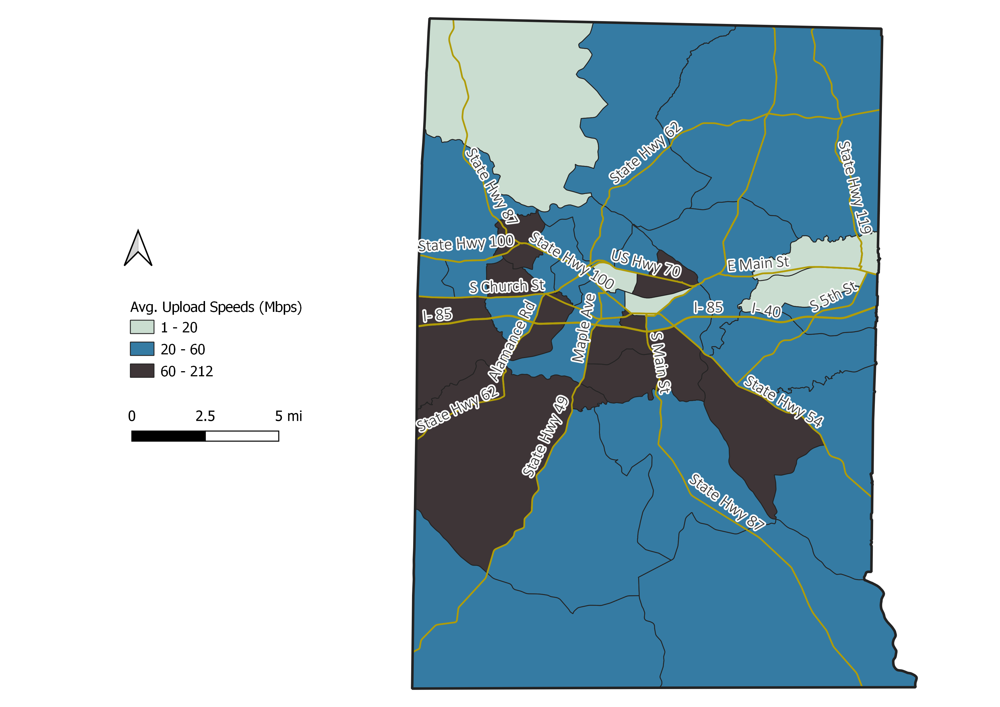 State Hwy 62
State Hwy 119
State Hwy 87
State Hwy 100
State Hwy 100
US Hwy 70
E Main St
S Church St
S 5th St
I- 85
I- 85
I- 40
Alamance Rd
Maple Ave
S Main St
State Hwy 62
State Hwy 49
State Hwy 54
State Hwy 87
Avg. Upload Speeds (Mbps)
1 - 20
20 - 60
60 - 212
0 2.5 5 mi